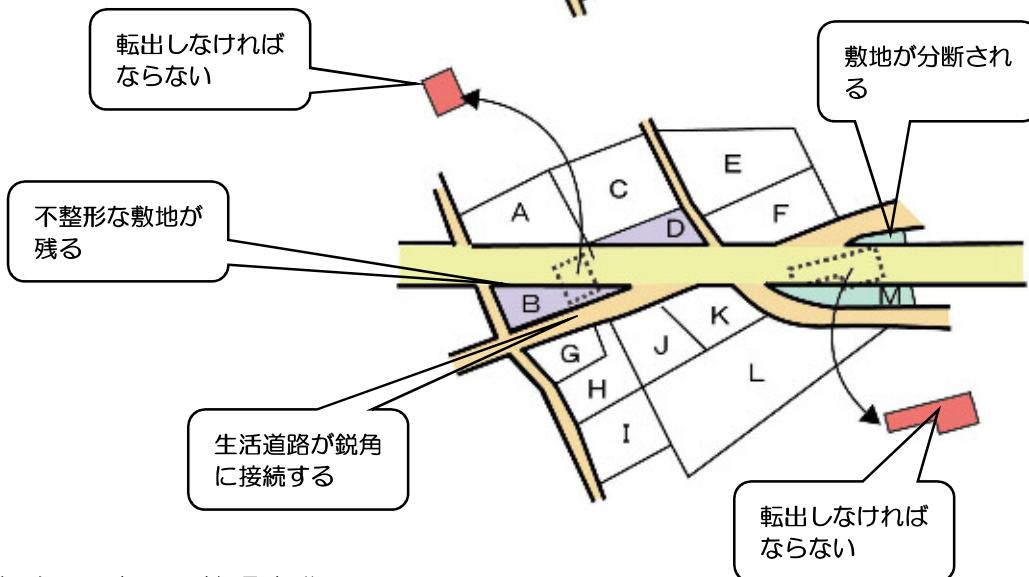 転出しなければ
ならない
敷地が分断され
る
不整形な敷地が
残る
A
C
E
F
D
B
M
G
H
I
J
K
L
生活道路が鋭角
に接続する
転出しなければ
ならない